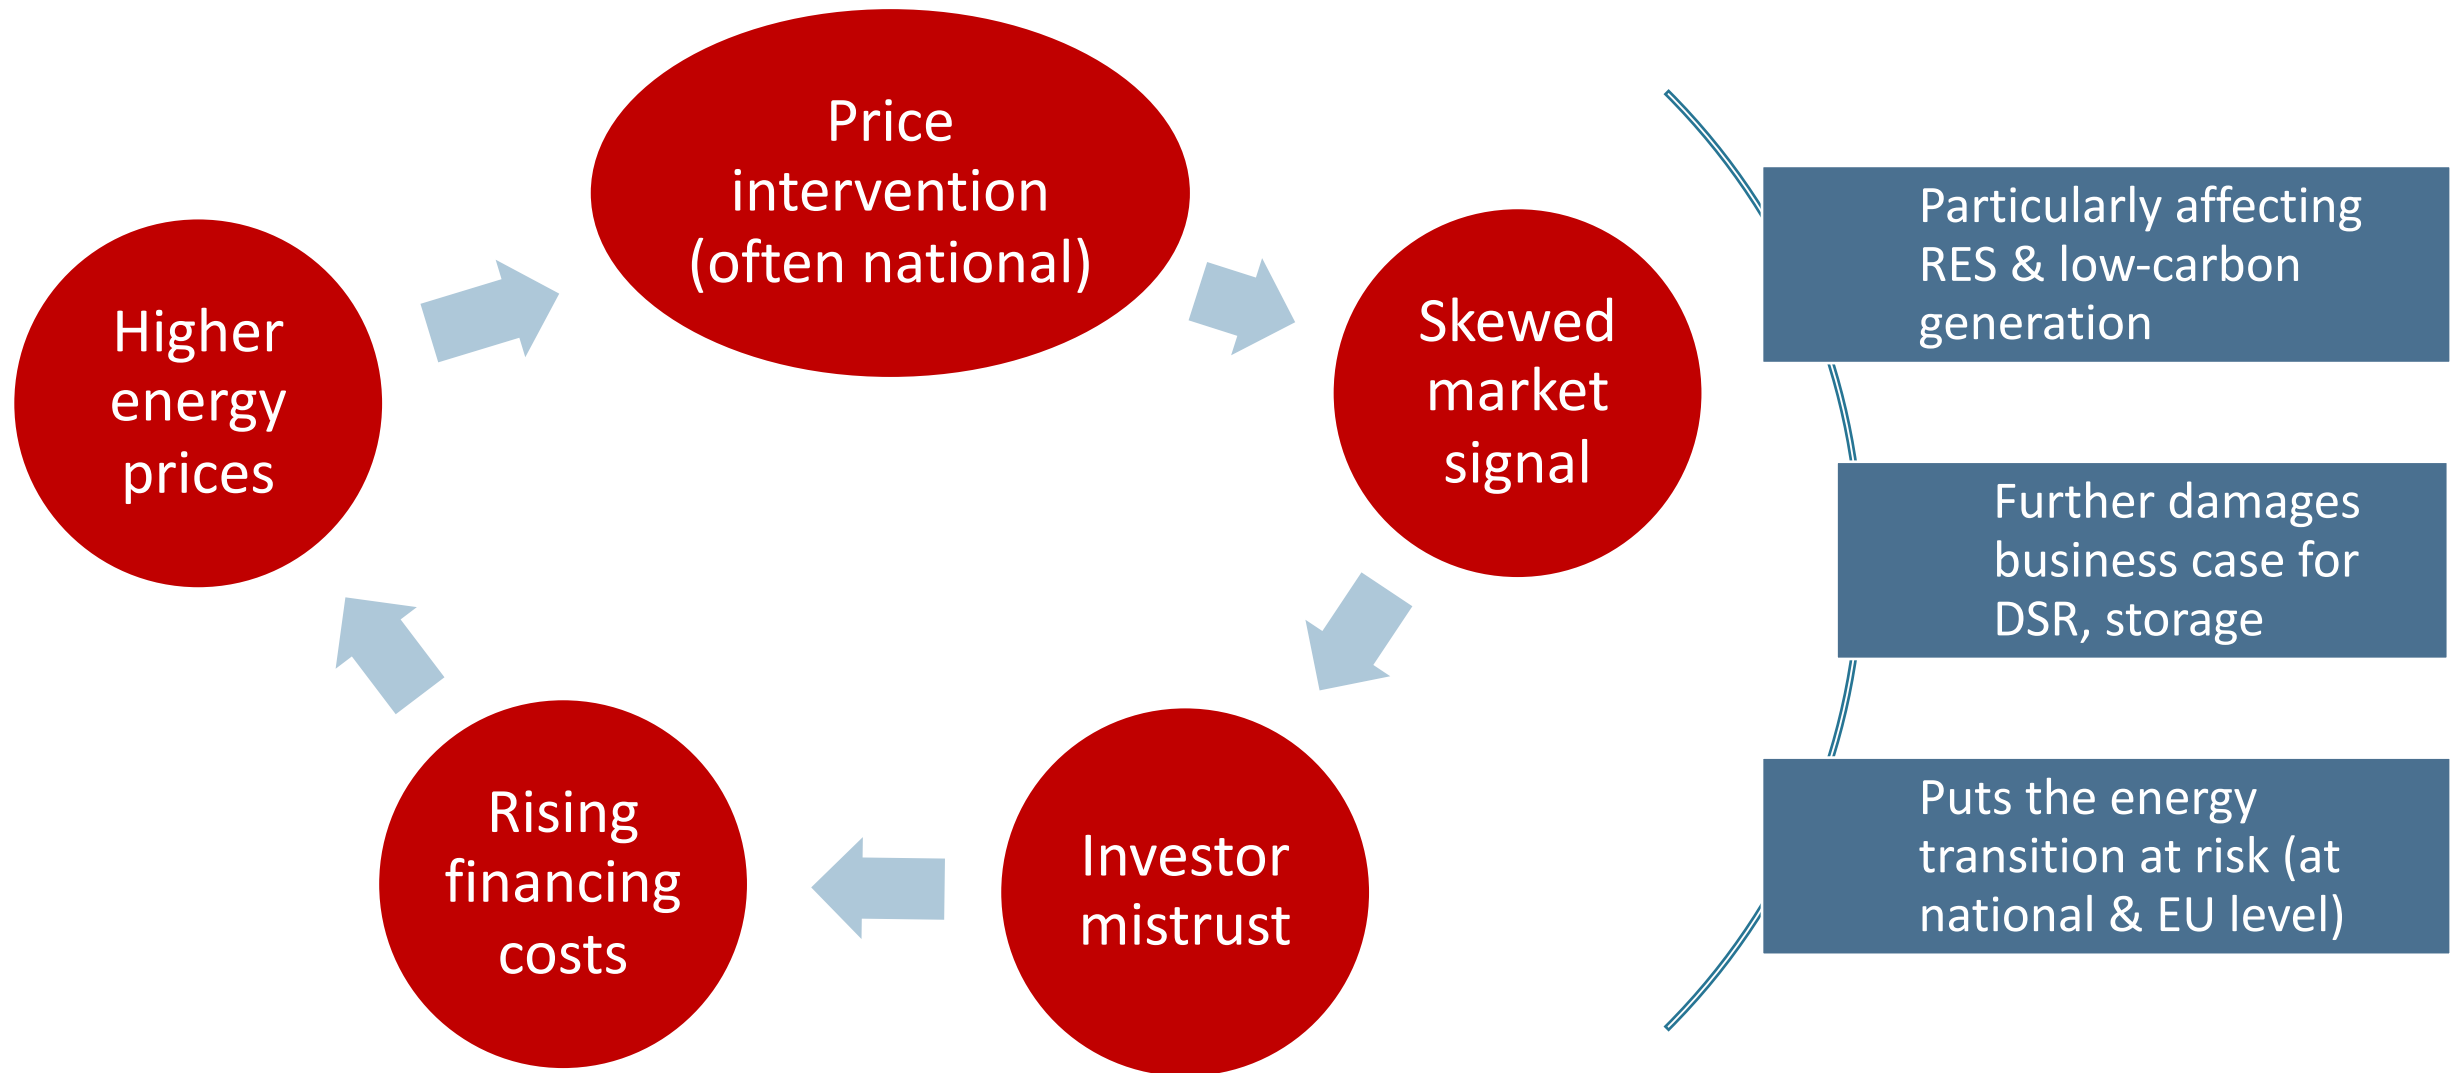 Price
intervention
(often national)
Skewed
market
signal
Investor
mistrust
Rising
financing
costs
Higher
energy
prices
Particularly affecting
RES & low-carbon
generation
Further damages
business case for
DSR, storage
Puts the energy
transition at risk (at
national & EU level)